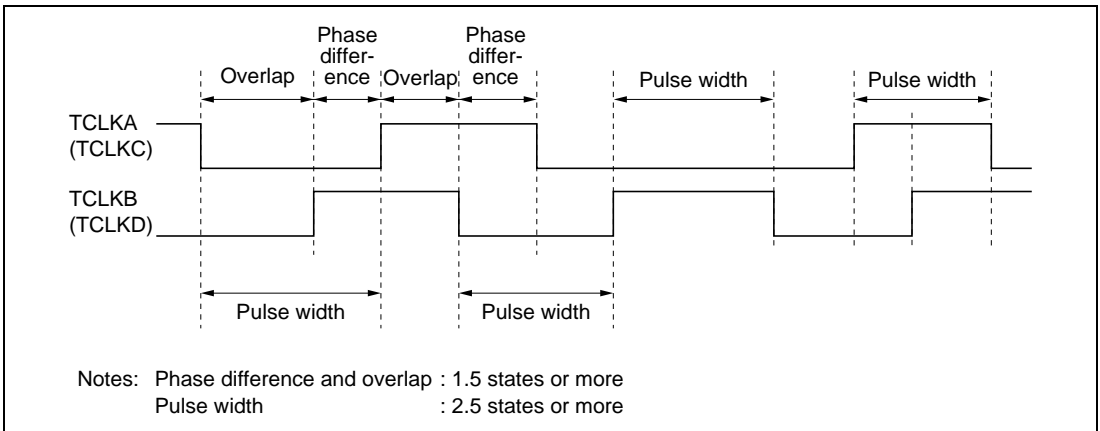 Phase
differ-
ence
Phase
differ-
ence
Overlap
Overlap
Pulse width
Pulse width
TCLKA
(TCLKC)
TCLKB
(TCLKD)
Pulse width
Pulse width
Notes: Phase difference and overlap : 1.5 states or more
Pulse width : 2.5 states or more